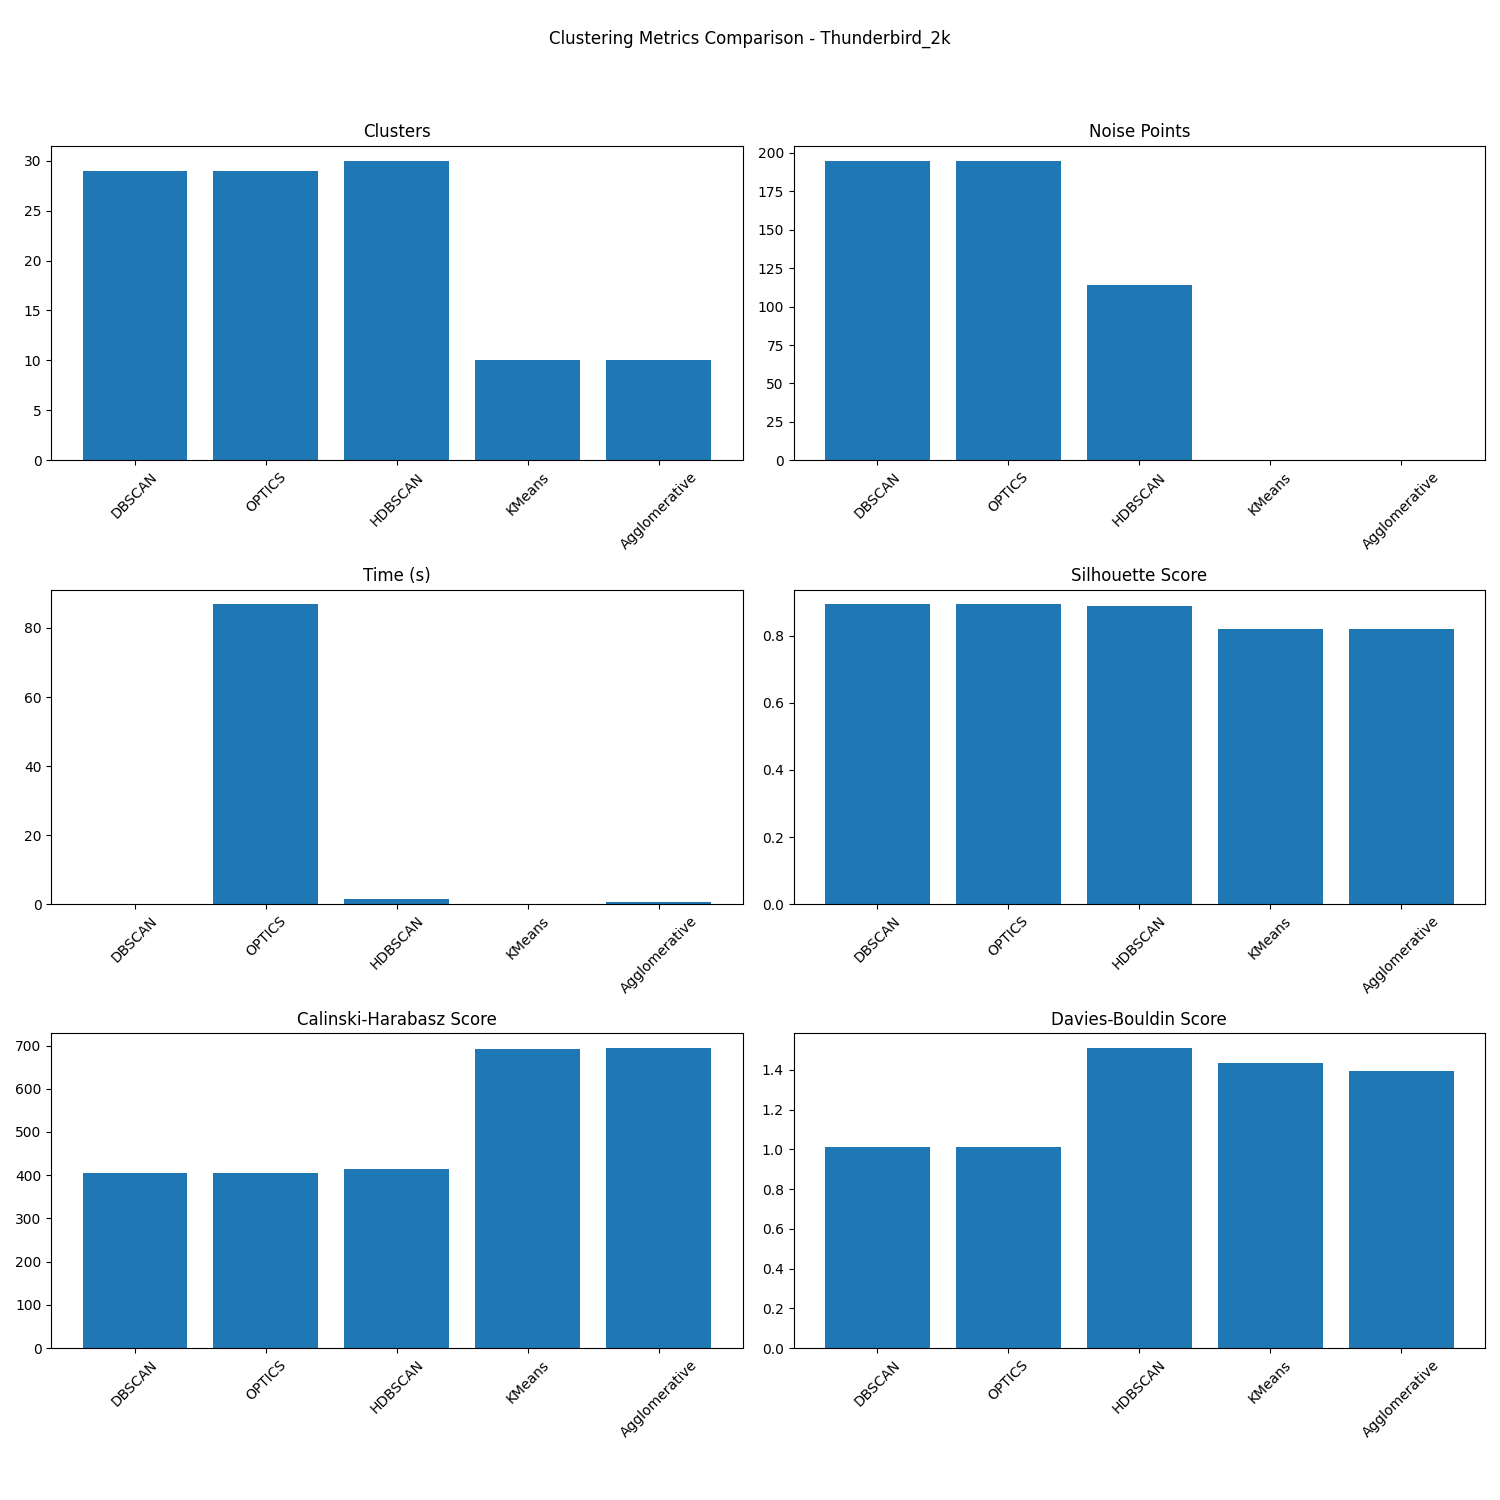 Clustering Metrics Comparison - Thunderbird_2k
Clusters
30
25
20
15
10
5
0
DBSCAN
OPTICS
HDBSCAN
KMeans
Agglomerative
Noise Points
200
175
150
125
100
75
50
25
0
DBSCAN
OPTICS
HDBSCAN
KMeans
Agglomerative
Time (s)
80
60
40
20
0
DBSCAN
OPTICS
HDBSCAN
KMeans
Agglomerative
Silhouette Score
0.8
0.6
0.4
0.2
0.0
DBSCAN
OPTICS
HDBSCAN
KMeans
Agglomerative
Calinski-Harabasz Score
700
600
500
400
300
200
100
0
DBSCAN
OPTICS
HDBSCAN
KMeans
Agglomerative
Davies-Bouldin Score
1.4
1.2
1.0
0.8
0.6
0.4
0.2
0.0
DBSCAN
OPTICS
HDBSCAN
KMeans
Agglomerative